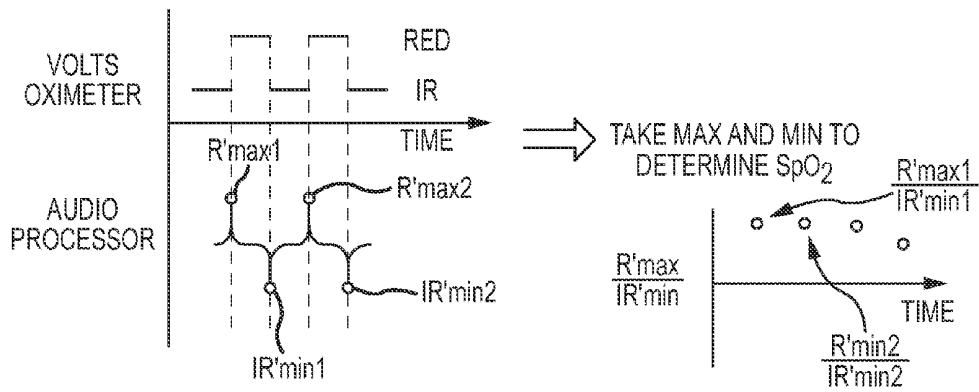 VOLTS
OXIMETER
RED
IR
TIME
R'max1
R'max2
AUDIO
PROCESSOR
IR'min2
IR'min1
TAKE MAX AND MIN TO
DETERMINE SpO2
R'max1
IR'min1
R'max
IR'min
TIME
R'min2
IR'min2